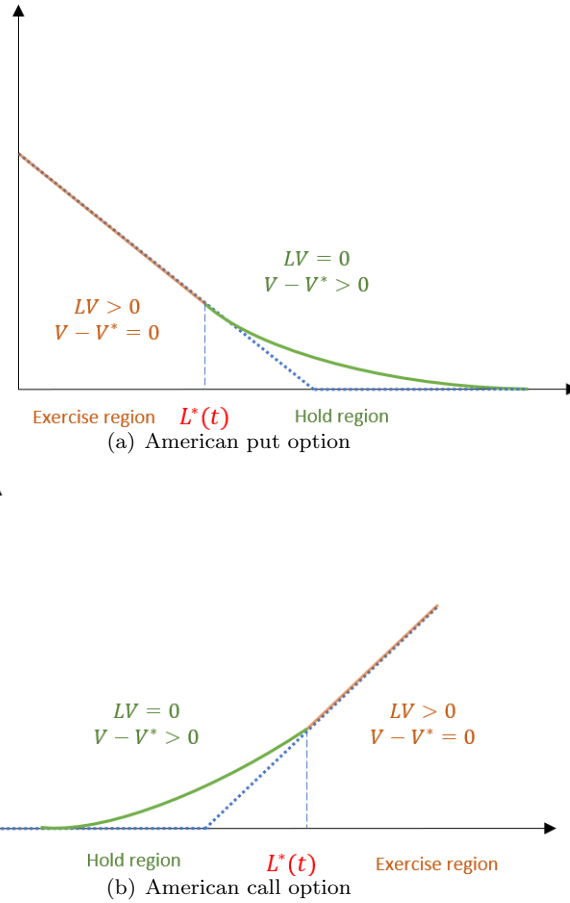 LV = 0
V − V* > 0
LV > 0
V − V* = 0
Exercise region L*(t) Hold region
(a) American put option
LV = 0
V − V* > 0
LV > 0
V − V* = 0
Hold region L*(t) Exercise region
(b) American call option